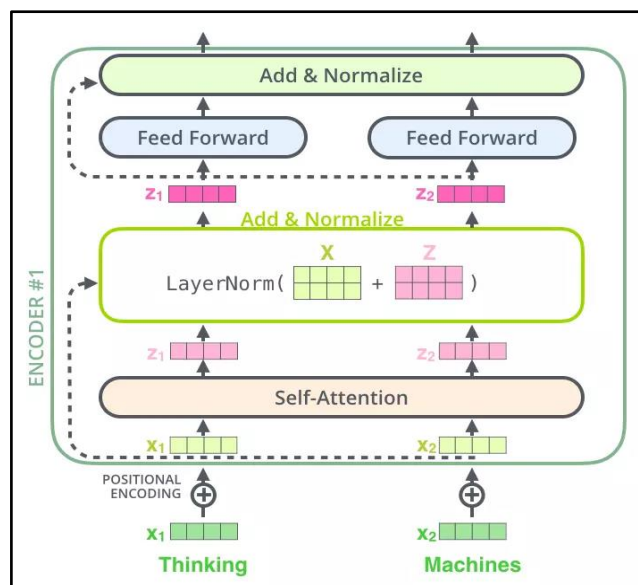 Add & Normalize
Feed Forward Feed Forward
z1 z2
Add & Normalize
X Z
LayerNorm( + )
z1 z2
Self-Attention
x1 x2
ENCODER #1
POSITIONAL
ENCODING
x1 x2
Thinking Machines